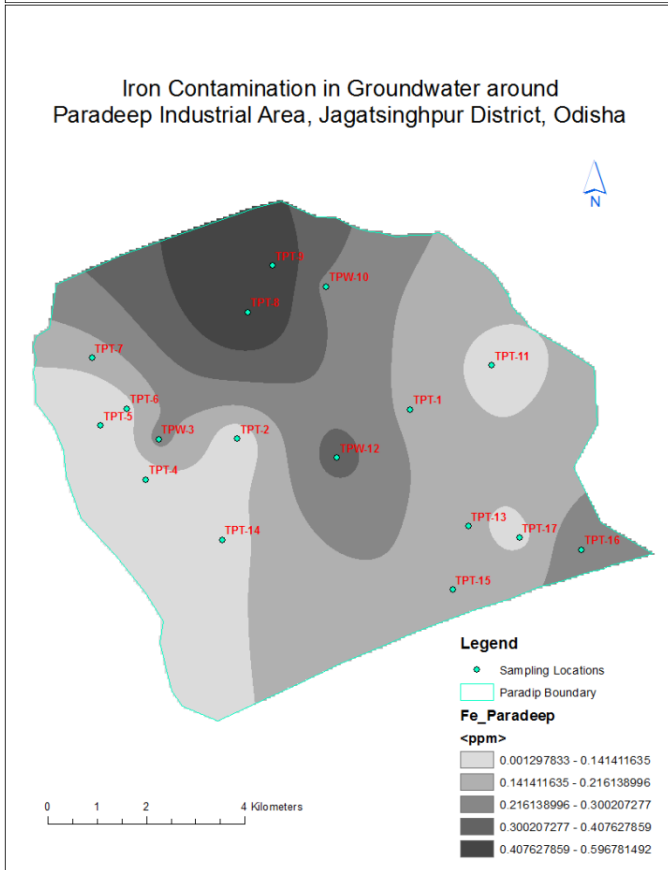 Iron Contamination in Groundwater around
Paradeep Industrial Area, Jagatsinghpur District, Odisha
N
TPT-9
TPW-10
TPT-8
TPT-7
TPT-11
TPT-6
TPT-1
TPT-5
TPW-3
TPT-2
TPW-12
TPT-4
TPT-13
TPT-17
TPT-14
TPT-16
TPT-15
Legend
Sampling Locations
Paradip Boundary
Fe_Paradeep
<ppm>
0.001297833 - 0.141411635
0.141411635 - 0.216138996
0.216138996 - 0.300207277
0.300207277 - 0.407627859
0.407627859 - 0.596781492
0 1 2 4 Kilometers